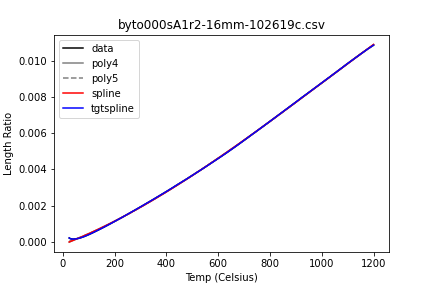 byto000sA1r2-16mm-102619c.csv
data
poly4
poly5
spline
tgtspline
Length Ratio
0.010
0.008
0.006
0.004
0.002
0.000
0 200 400 600 800 1000 1200
Temp (Celsius)